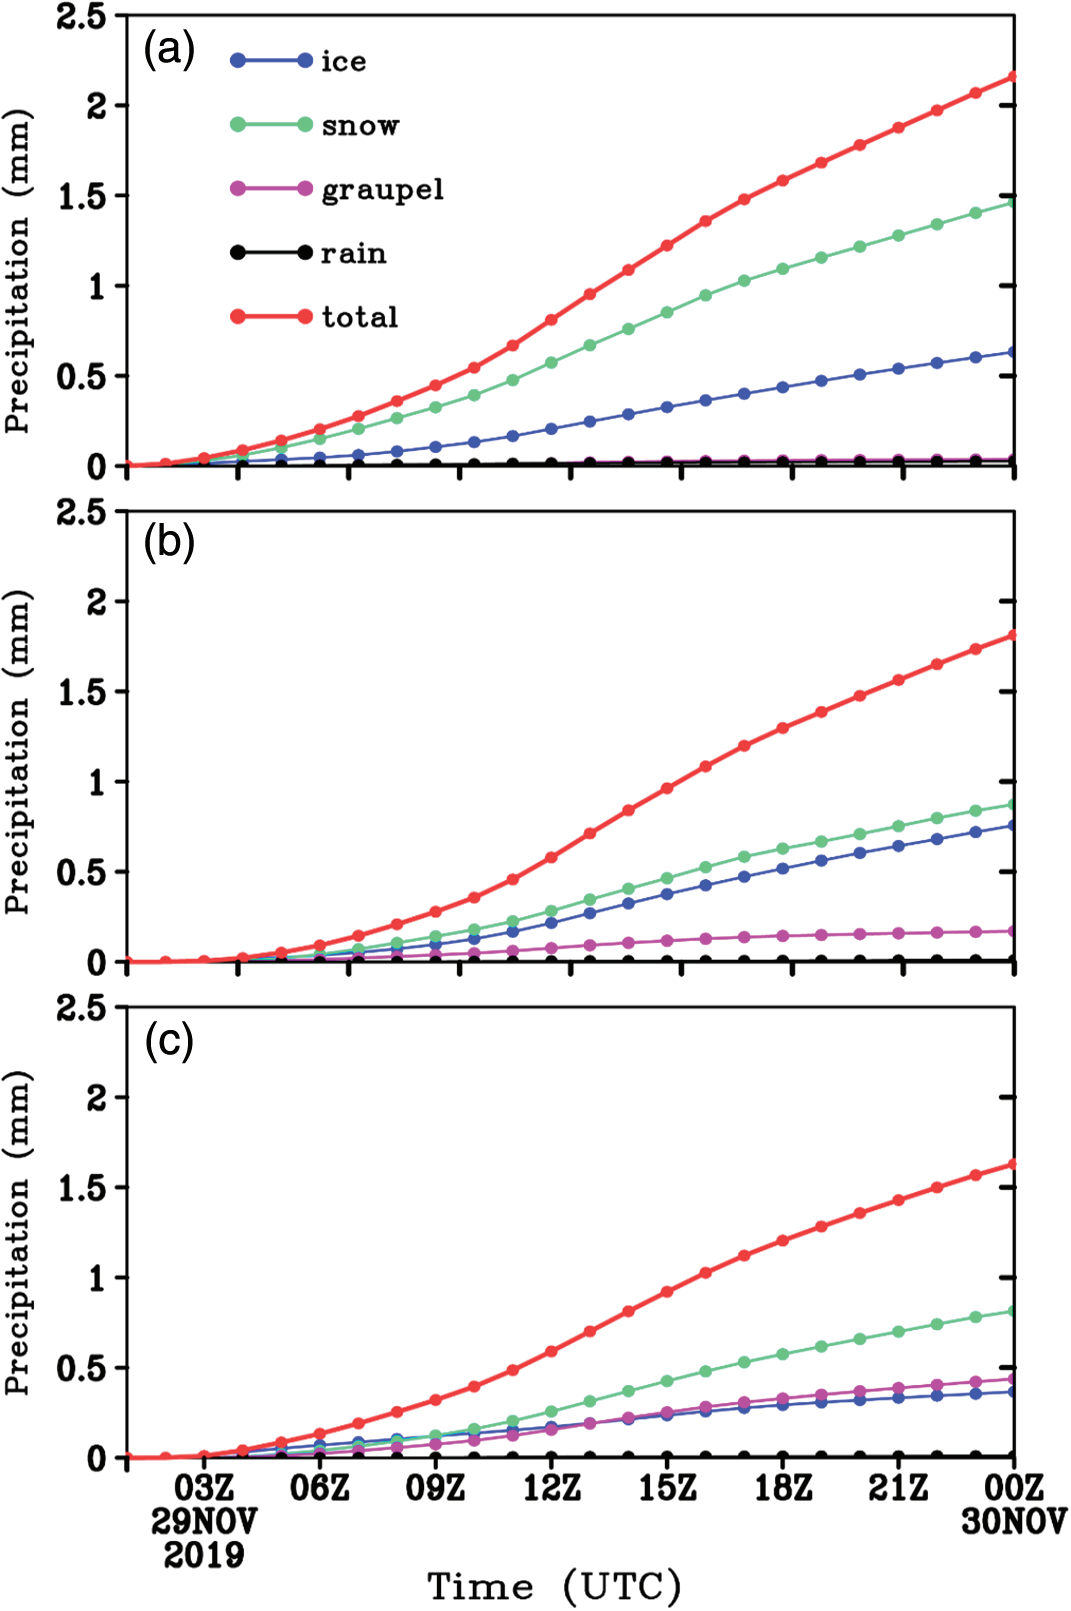 (a)
ice
snow
graupel
rain
total
2.5
2
1.5
1
0.5
0
Precipitation (mm)
(b)
2.5
2
1.5
1
0.5
0
Precipitation (mm)
(c)
2.5
2
1.5
1
0.5
0
Precipitation (mm)
03Z 06Z 09Z 12Z 15Z 18Z 21Z 00Z
29NOV 30NOV
2019
Time (UTC)